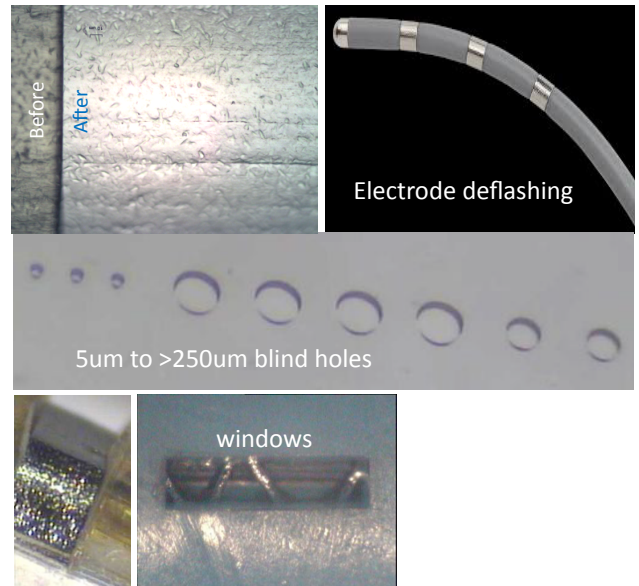 Before
After
Electrode deflashing
5um to >250um blind holes
windows